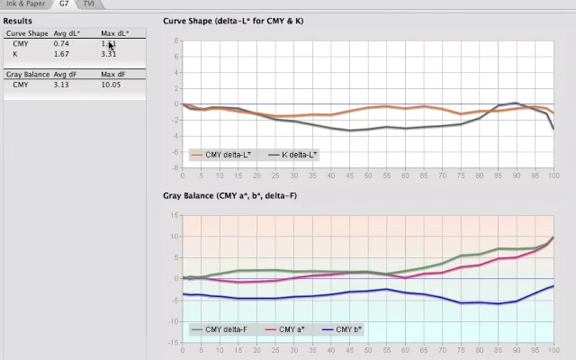 Ink & Paper G7 TVI
Results
Curve Shape Avg dL* Max dL*
CMY 0.74
K 1.67 3.31
Gray Balance Avg dF Max dF
CMY 3.13 10.05
Curve Shape (delta-L* for CMY & K)
8
6
4
2
0
-2
-4
-6
-8
CMY delta-L* K delta-L*
0 5 10 15 20 25 30 35 40 45 50 55 60 65 70 75 80 85 90 95 100
Gray Balance (CMY a*, b*, delta-F)
15
10
5
0
-5
-10
-15
CMY delta-F CMY a* CMY b*
0 5 10 15 20 25 30 35 40 45 50 55 60 65 70 75 80 85 90 95 100